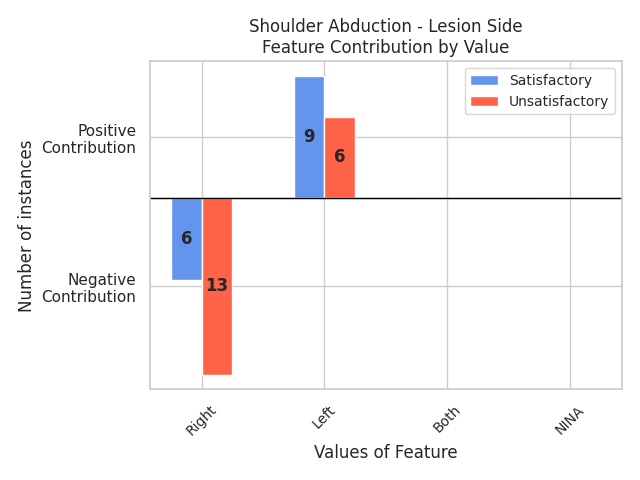 Shoulder Abduction - Lesion Side
Feature Contribution by Value
Satisfactory
Unsatisfactory
Number of instances
Positive
Contribution
Negative
Contribution
9
6
6
13
Right
Left
Both
NINA
Values of Feature